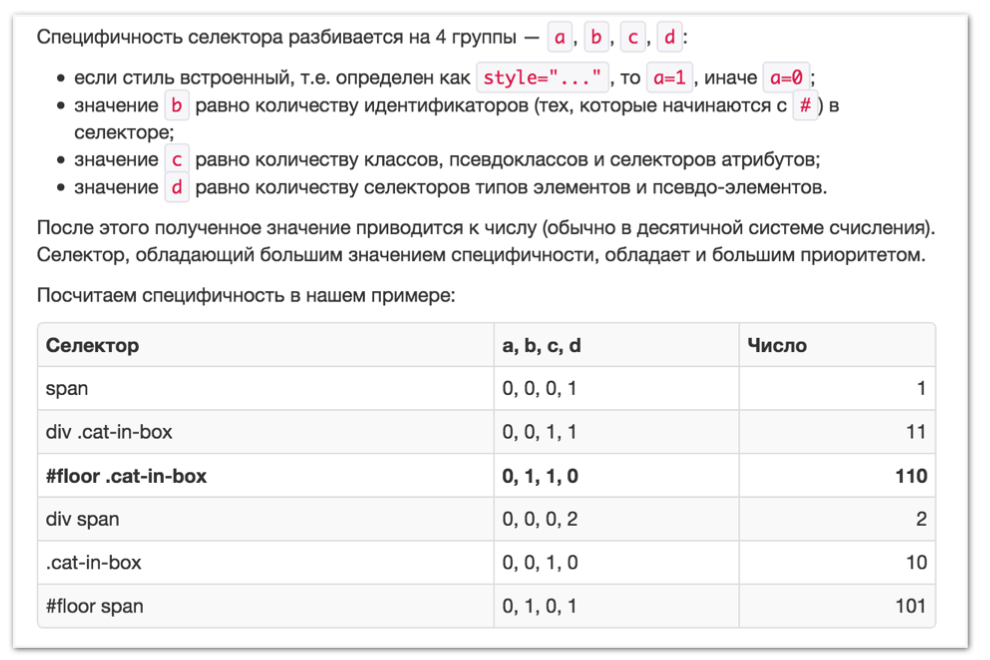 Специфичность селектора разбивается на 4 группы — a, b, c, d:
• если стиль встроенный, т.е. определен как style="...", то a=1, иначе a=0;
• значение b равно количеству идентификаторов (тех, которые начинаются с #) в
селекторе;
• значение c равно количеству классов, псевдоклассов и селекторов атрибутов;
• значение d равно количеству селекторов типов элементов и псевдо-элементов.
После этого полученное значение приводится к числу (обычно в десятичной системе счисления).
Селектор, обладающий большим значением специфичности, обладает и большим приоритетом.
Посчитаем специфичность в нашем примере:
Селектор a, b, c, d Число
span 0, 0, 0, 1 1
div .cat-in-box 0, 0, 1, 1 11
#floor .cat-in-box 0, 1, 1, 0 110
div span 0, 0, 0, 2 2
.cat-in-box 0, 0, 1, 0 10
#floor span 0, 1, 0, 1 101